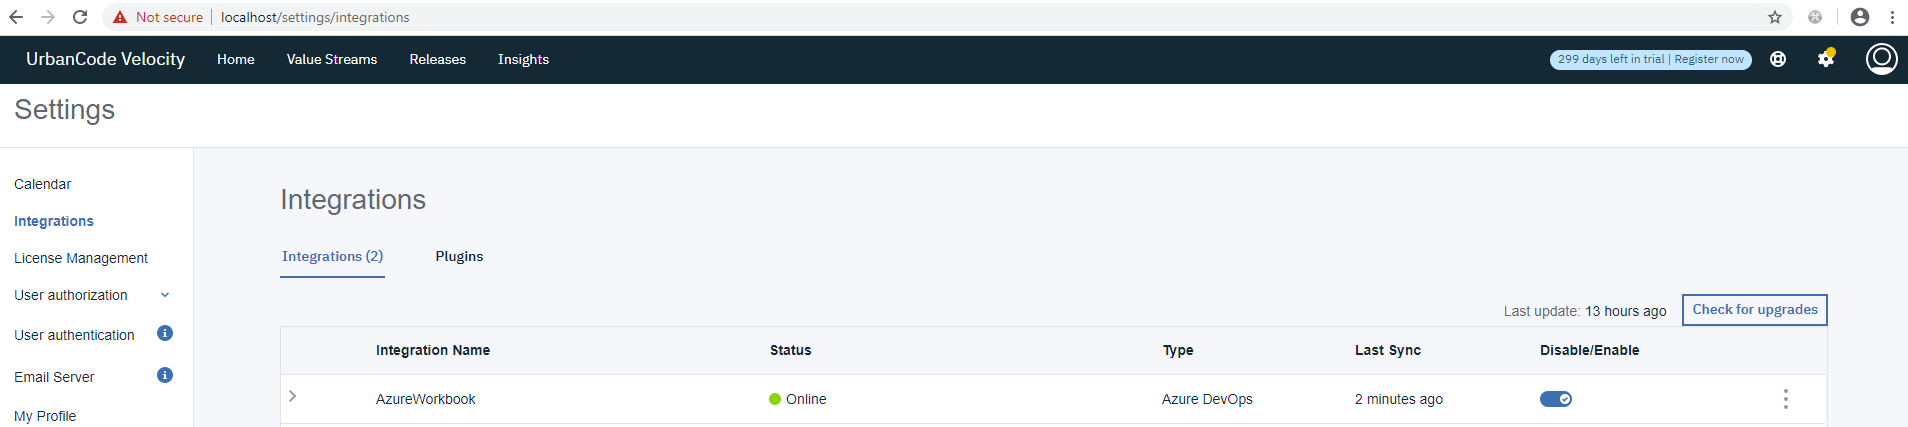 Not secure | localhost/settings/integrations
UrbanCode Velocity Home Value Streams Releases Insights 299 days left in trial | Register now
Settings
Calendar
Integrations
License Management
User authorization
User authentication
Email Server
My Profile
Integrations
Integrations (2) Plugins
Last update: 13 hours ago Check for upgrades
Integration Name Status Type Last Sync Disable/Enable
AzureWorkbook Online Azure DevOps 2 minutes ago